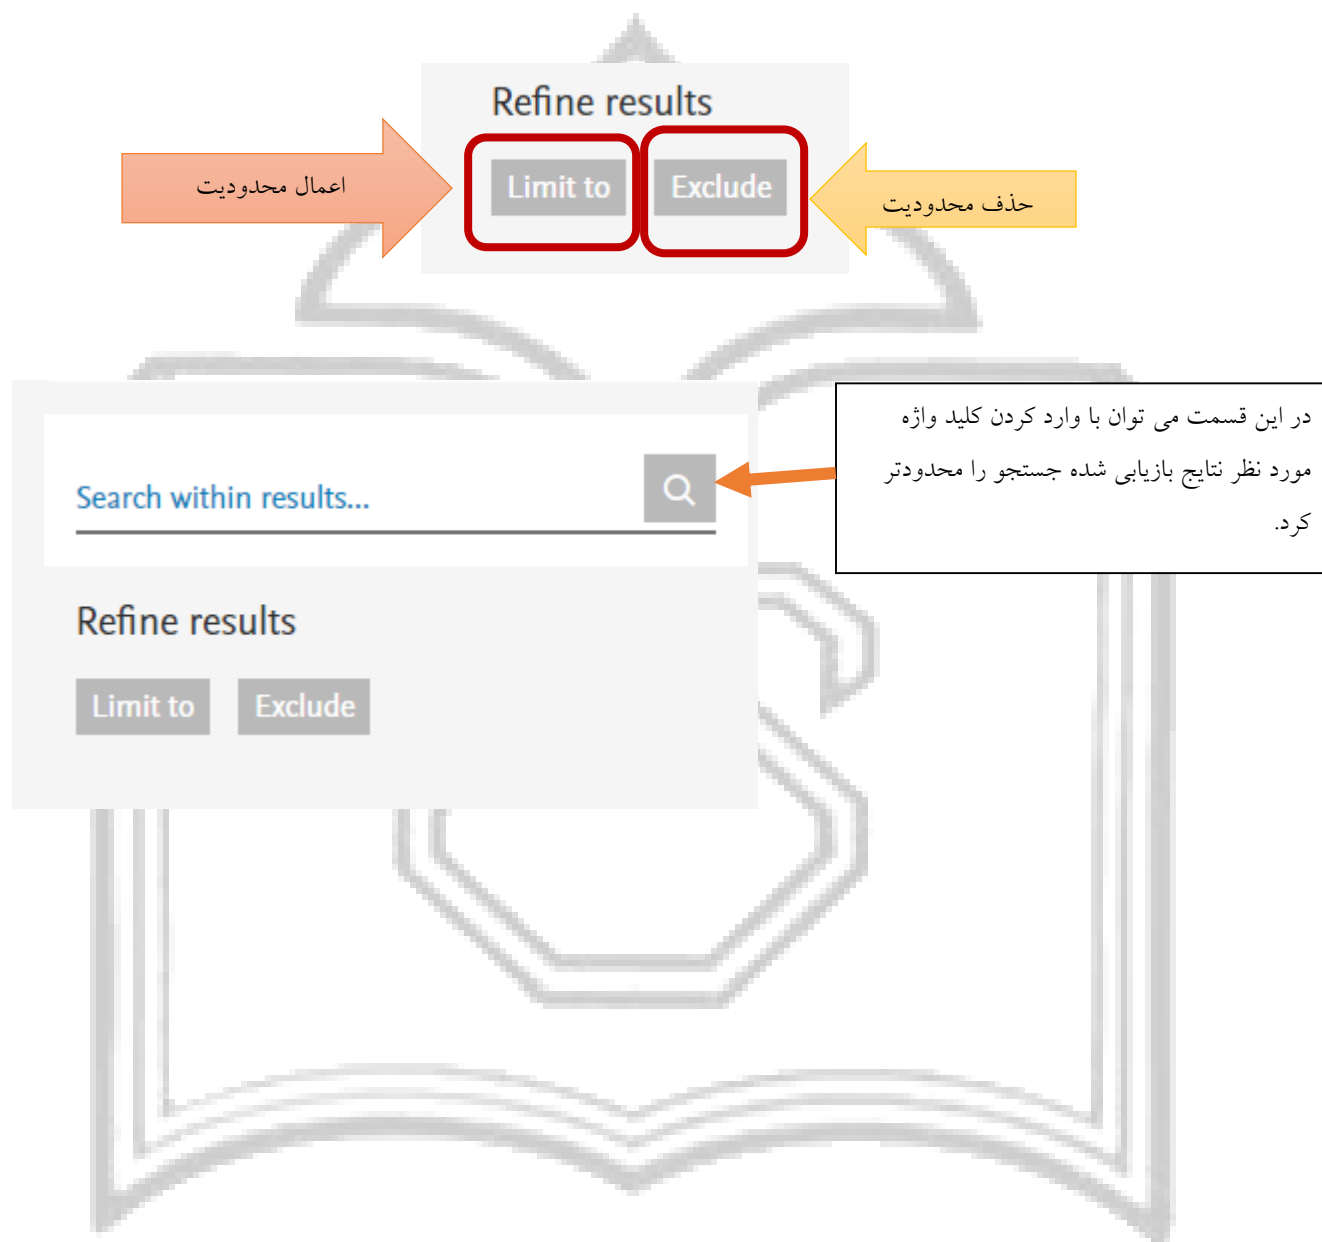 Refine results
اعمال محدودیت
Limit to
Exclude
حذف محدودیت
در این قسمت می توان با وارد کردن کلید واژه
مورد نظر نتایج بازیابی شده جستجو را محدودتر
کرد.
Search within results...
Refine results
Limit to
Exclude